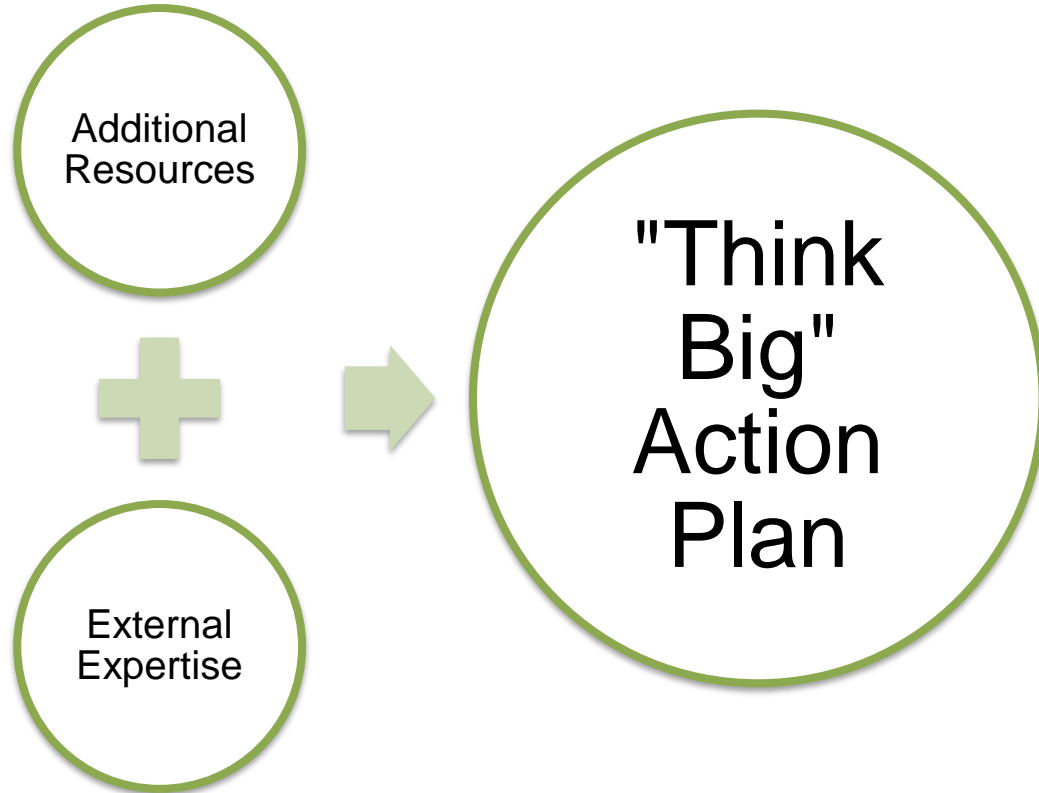 Additional
Resources
External
Expertise
"Think
Big"
Action
Plan